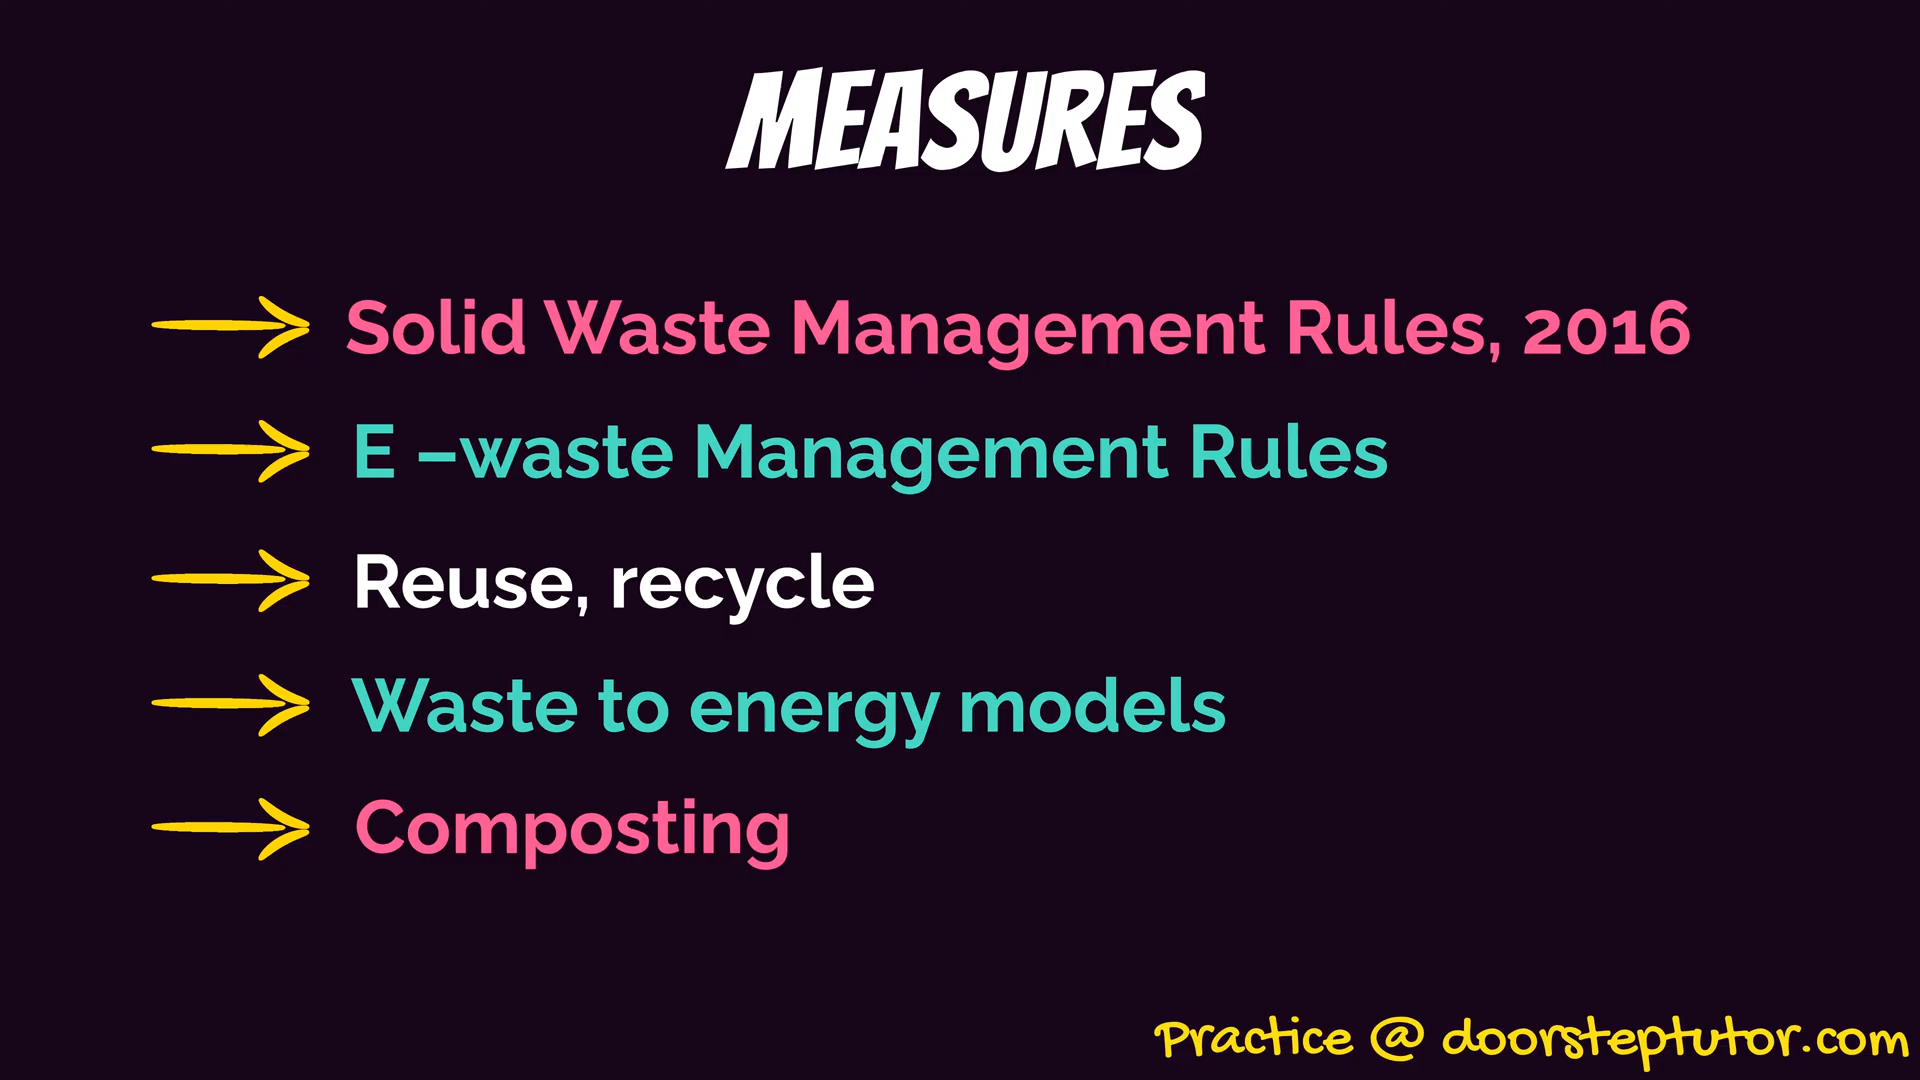 MEASURES
Solid Waste Management Rules, 2016
E –waste Management Rules
Reuse, recycle
Waste to energy models
Composting
Practice @ doorsteptutor.com